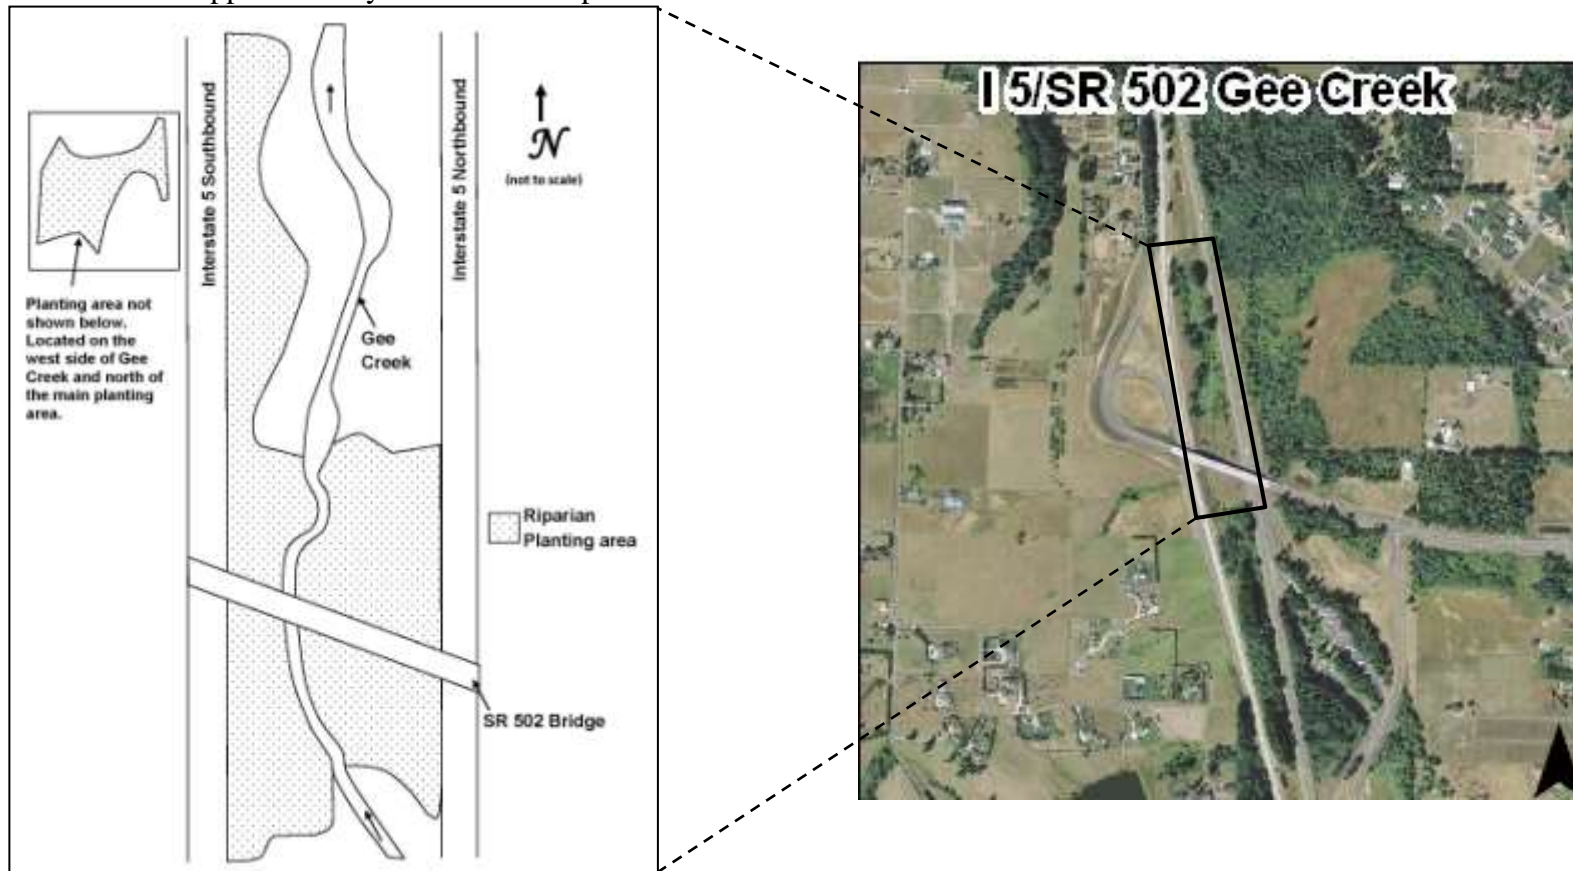 Interstate 5 Southbound
Interstate 5 Northbound
N
(not to scale)
Planting area not
shown below.
Located on the
west side of Gee
Creek and north of
the main planting
area.
Gee
Creek
Riparian
Planting area
SR 502 Bridge
I 5/SR 502 Gee Creek